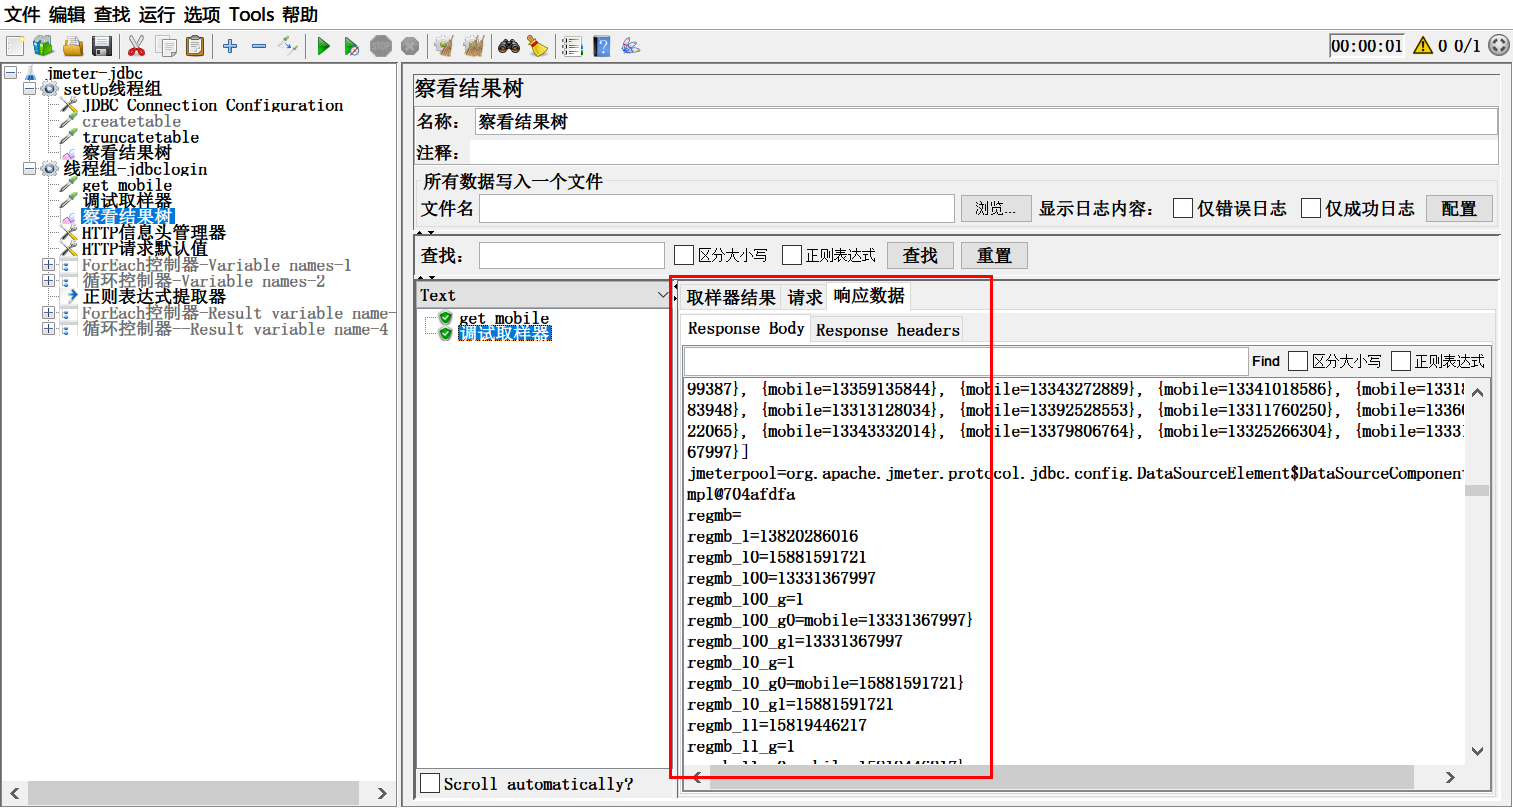 文件 编辑 查找 运行 选项 Tools 帮助
STOP
00:00:01 0 0/1
jmeter-jdbc
setUp线程组
JDBC Connection Configuration
createtable
truncatetable
察看结果树
线程组-jdbclogin
get mobile
调试取样器
察看结果树
HTTP信息头管理器
HTTP请求默认值
ForEach控制器-Variable names-1
循环控制器-Variable names-2
正则表达式提取器
ForEach控制器-Result variable name-
循环控制器--Result variable name-4
察看结果树
名称： 察看结果树
注释：
所有数据写入一个文件
文件名 浏览... 显示日志内容： 仅错误日志 仅成功日志 配置
查找： 区分大小写 正则表达式 查找 重置
Text
get mobile
调试取样器
Scroll automatically?
取样器结果 请求 响应数据
Response Body Response headers
Find 区分大小写 正则表达式
99387}, {mobile=13359135844}, {mobile=13343272889}, {mobile=13341018586}, {mobile=1331
83948}, {mobile=13313128034}, {mobile=13392528553}, {mobile=13311760250}, {mobile=1336
22065}, {mobile=13343332014}, {mobile=13379806764}, {mobile=13325266304}, {mobile=1333
67997}]
jmeterpool=org.apache.jmeter.protocol.jdbc.config.DataSourceElement$DataSourceComponent
mpl@704afdfa
regmb=
regmb_1=13820286016
regmb_10=15881591721
regmb_100=13331367997
regmb_100_g=1
regmb_100_g0=mobile=13331367997}
regmb_100_g1=13331367997
regmb_10_g=1
regmb_10_g0=mobile=15881591721}
regmb_10_g1=15881591721
regmb_11=15819446217
regmb_11_g=1